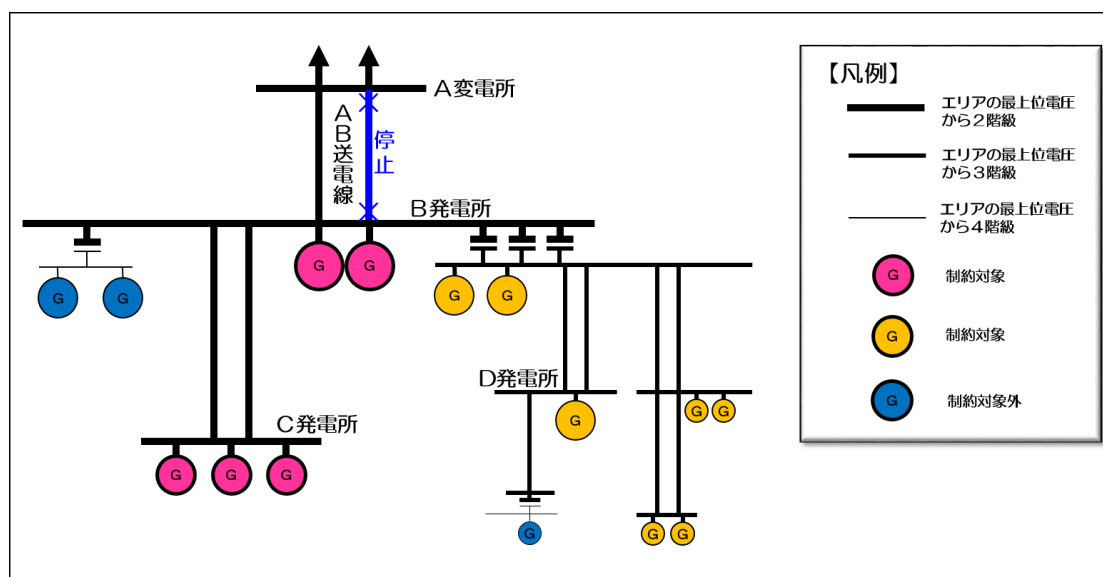 A変電所
AB送電線
停止
B発電所
G
G
G
G
G
G
D発電所
G
G
G
C発電所
G
G
G
G
G
G
【凡例】
エリアの最上位電圧
から2階級
エリアの最上位電圧
から3階級
エリアの最上位電圧
から4階級
G
制約対象
G
制約対象
G
制約対象外